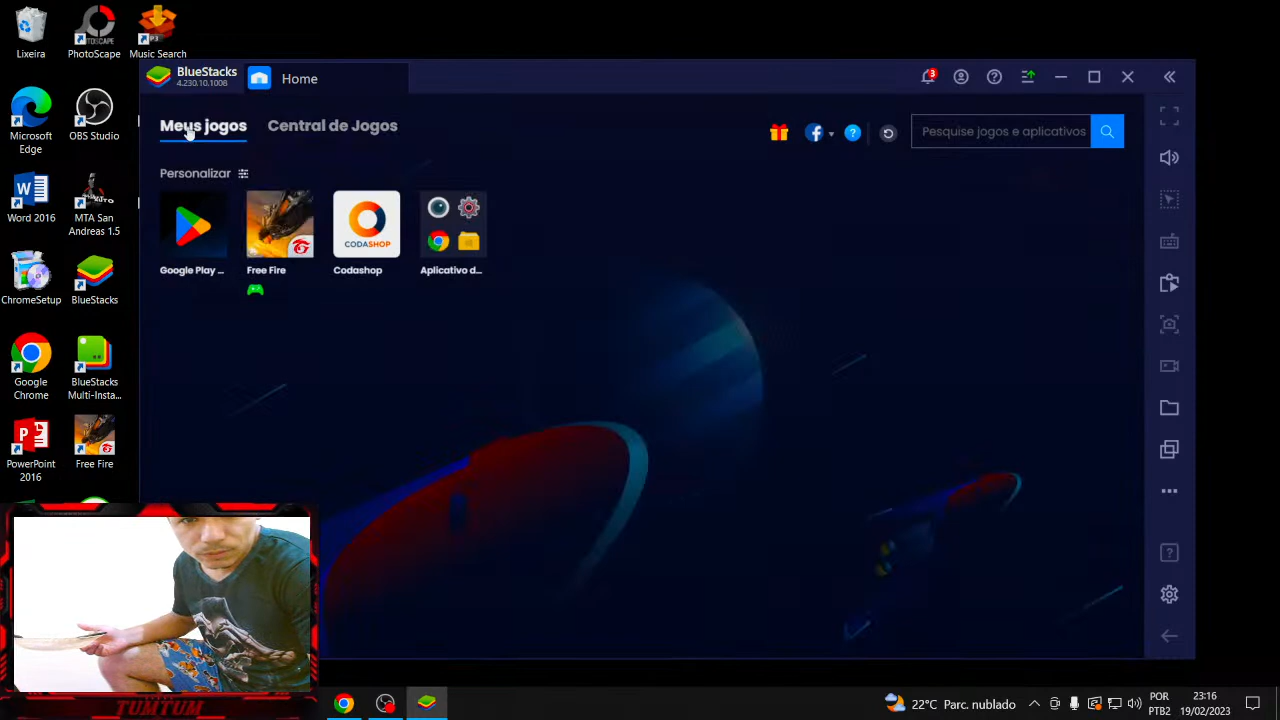 Lixeira
PhotoScape
Music Search
Microsoft
Edge
OBS Studio
Word 2016
MTA San
Andreas 1.5
ChromeSetup
BlueStacks
Google
Chrome
BlueStacks
Multi-Insta...
PowerPoint
2016
Free Fire
BlueStacks
4.230.10.1008
Home
3
Meus jogos
Central de Jogos
Pesquise jogos e aplicativos
Personalizar
CODASHOP
Google Play ...
Free Fire
Codashop
Aplicativo d...
TUMTUM
22°C Parc. nublado
POR
PTB2
23:16
19/02/2023